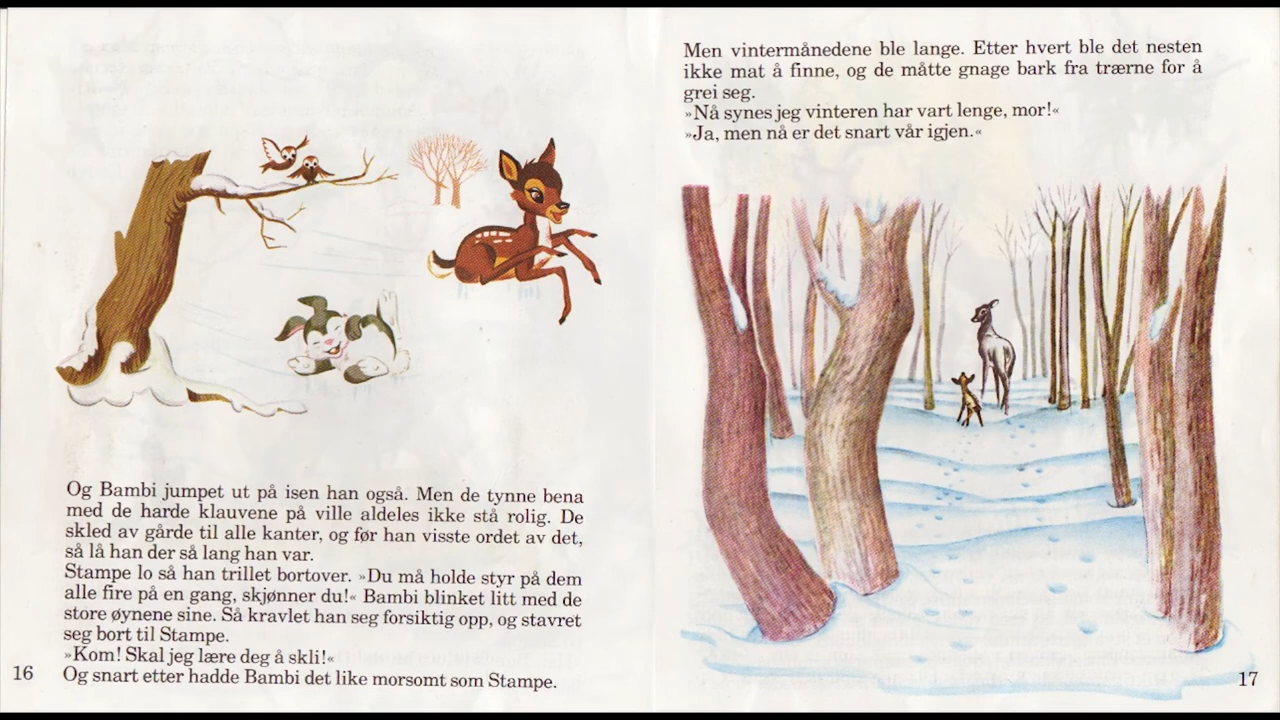 Og Bambi jumpet ut på isen han også. Men de tynne bena
med de harde klauvene på ville aldeles ikke stå rolig. De
skled av gårde til alle kanter, og før han visste ordet av det,
så lå han der så lang han var.
Stampe lo så han trillet bortover. »Du må holde styr på dem
alle fire på en gang, skjønner du!« Bambi blinket litt med de
store øynene sine. Så kravlet han seg forsiktig opp, og stavret
seg bort til Stampe.
»Kom! Skal jeg lære deg å skli!«
Og snart etter hadde Bambi det like morsomt som Stampe.
16
Men vintermånedene ble lange. Etter hvert ble det nesten
ikke mat å finne, og de måtte gnage bark fra trærne for å
grei seg.
»Nå synes jeg vinteren har vart lenge, mor!«
»Ja, men nå er det snart vår igjen.«
17